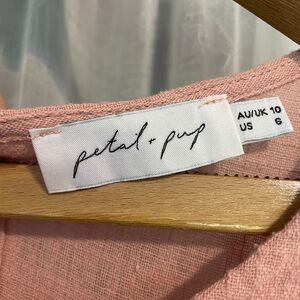 petal + pup
AU/UK 10
US 6